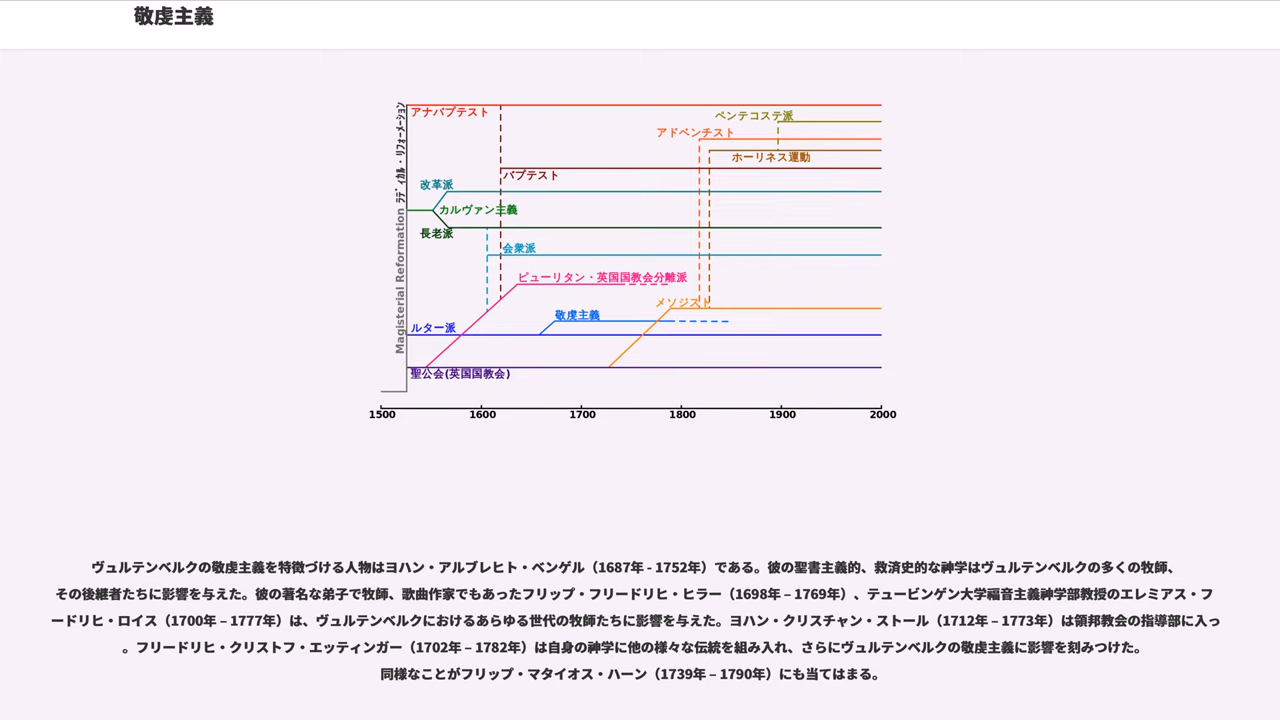 敬虔主義
アナバプテスト
ペンテコステ派
アドベンチスト
ホーリネス運動
バプテスト
改革派
カルヴァン主義
長老派
会衆派
ピューリタン・英国国教会分離派
メソジスト
敬虔主義
ルター派
聖公会(英国国教会)
ラディカル・リフォーメーション
Magisterial Reformation
1500 1600 1700 1800 1900 2000
ヴュルテンベルクの敬虔主義を特徴づける人物はヨハン・アルブレヒト・ベンゲル（1687年 - 1752年）である。彼の聖書主義的、救済史的な神学はヴュルテンベルクの多くの牧師、
その後継者たちに影響を与えた。彼の著名な弟子で牧師、歌曲作家でもあったフリップ・フリードリヒ・ヒラー（1698年 – 1769年）、テュービンゲン大学福音主義神学部教授のエレミアス・フ
ードリヒ・ロイス（1700年 – 1777年）は、ヴュルテンベルクにおけるあらゆる世代の牧師たちに影響を与えた。ヨハン・クリスチャン・ストール（1712年 – 1773年）は領邦教会の指導部に入っ
。フリードリヒ・クリストフ・エッティンガー（1702年 – 1782年）は自身の神学に他の様々な伝統を組み入れ、さらにヴュルテンベルクの敬虔主義に影響を刻みつけた。
同様なことがフリップ・マタイオス・ハーン（1739年 – 1790年）にも当てはまる。